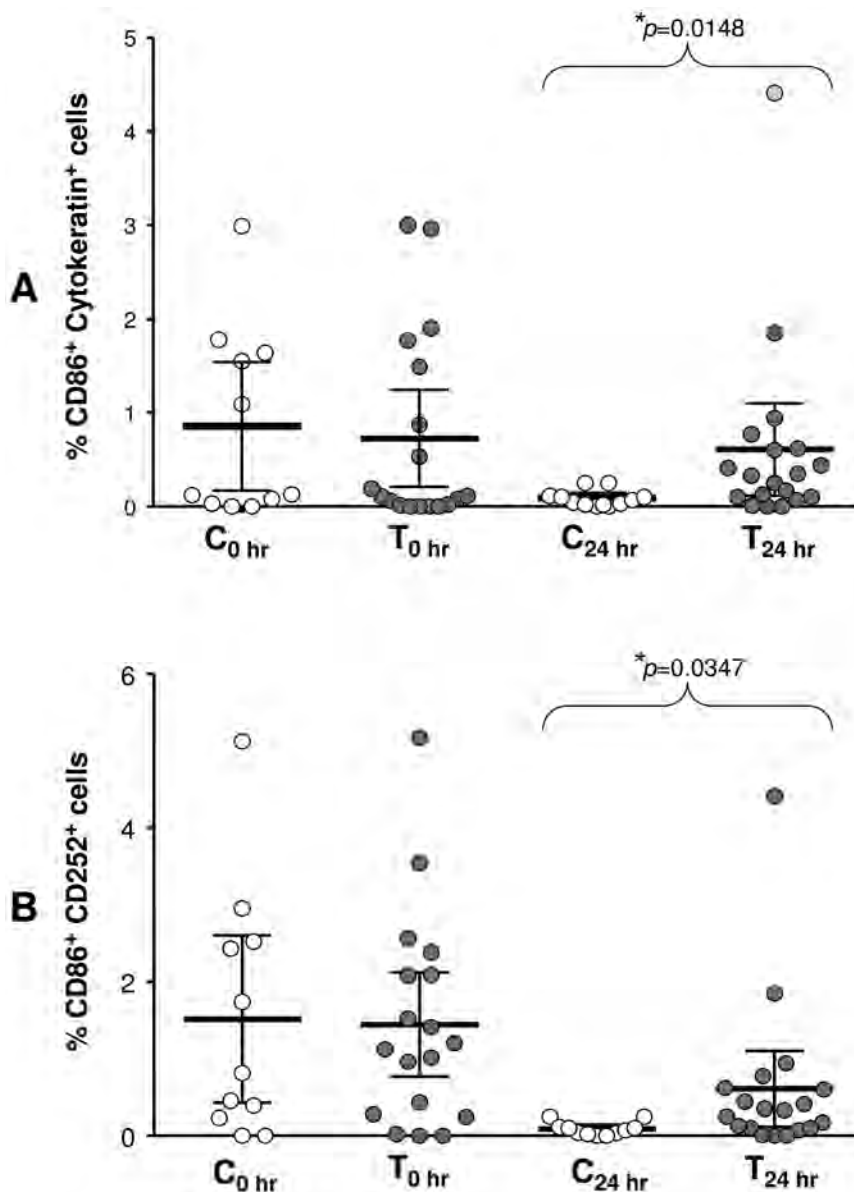 *p=0.0148
A
% CD86⁺ Cytokeratin⁺ cells
5
4
3
2
1
0
C₀ hr T₀ hr C₂₄ hr T₂₄ hr
*p=0.0347
B
% CD86⁺ CD252⁺ cells
6
4
2
0
C₀ hr T₀ hr C₂₄ hr T₂₄ hr